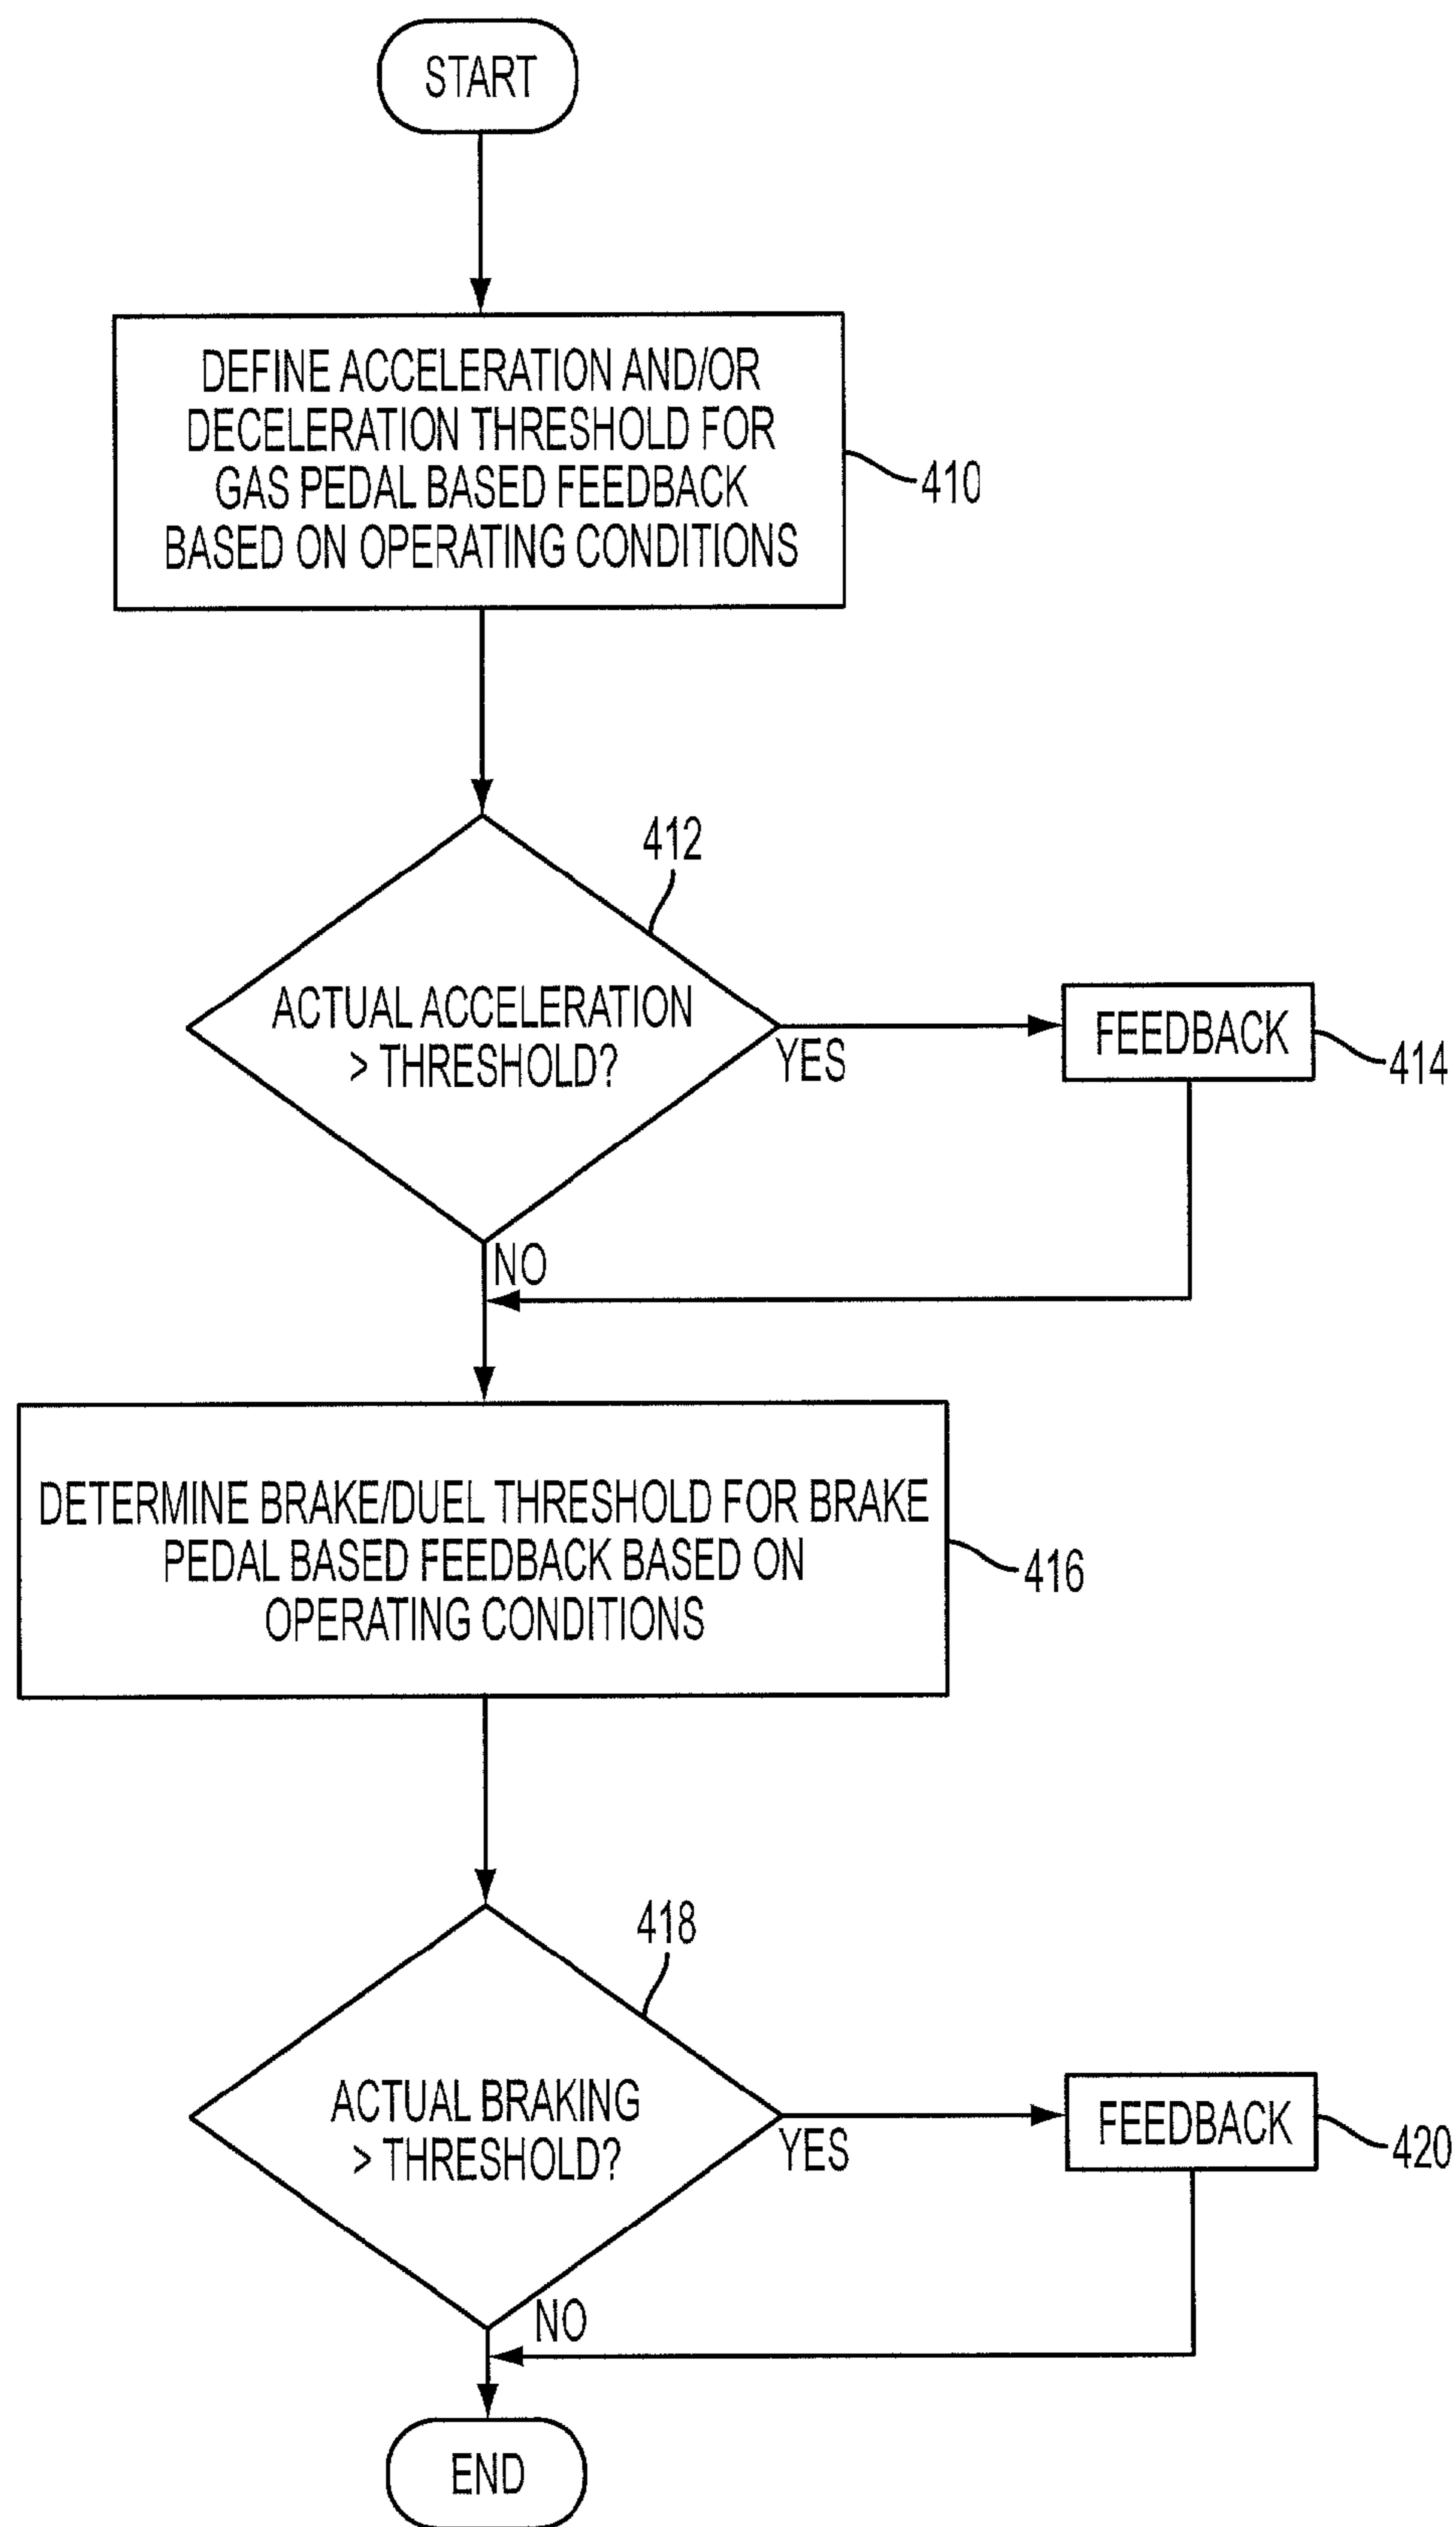 START
DEFINE ACCELERATION AND/OR
DECELERATION THRESHOLD FOR
GAS PEDAL BASED FEEDBACK
BASED ON OPERATING CONDITIONS
410
412
ACTUAL ACCELERATION
> THRESHOLD?
YES
FEEDBACK
414
NO
DETERMINE BRAKE/DUEL THRESHOLD FOR BRAKE
PEDAL BASED FEEDBACK BASED ON
OPERATING CONDITIONS
416
418
ACTUAL BRAKING
> THRESHOLD?
YES
FEEDBACK
420
NO
END